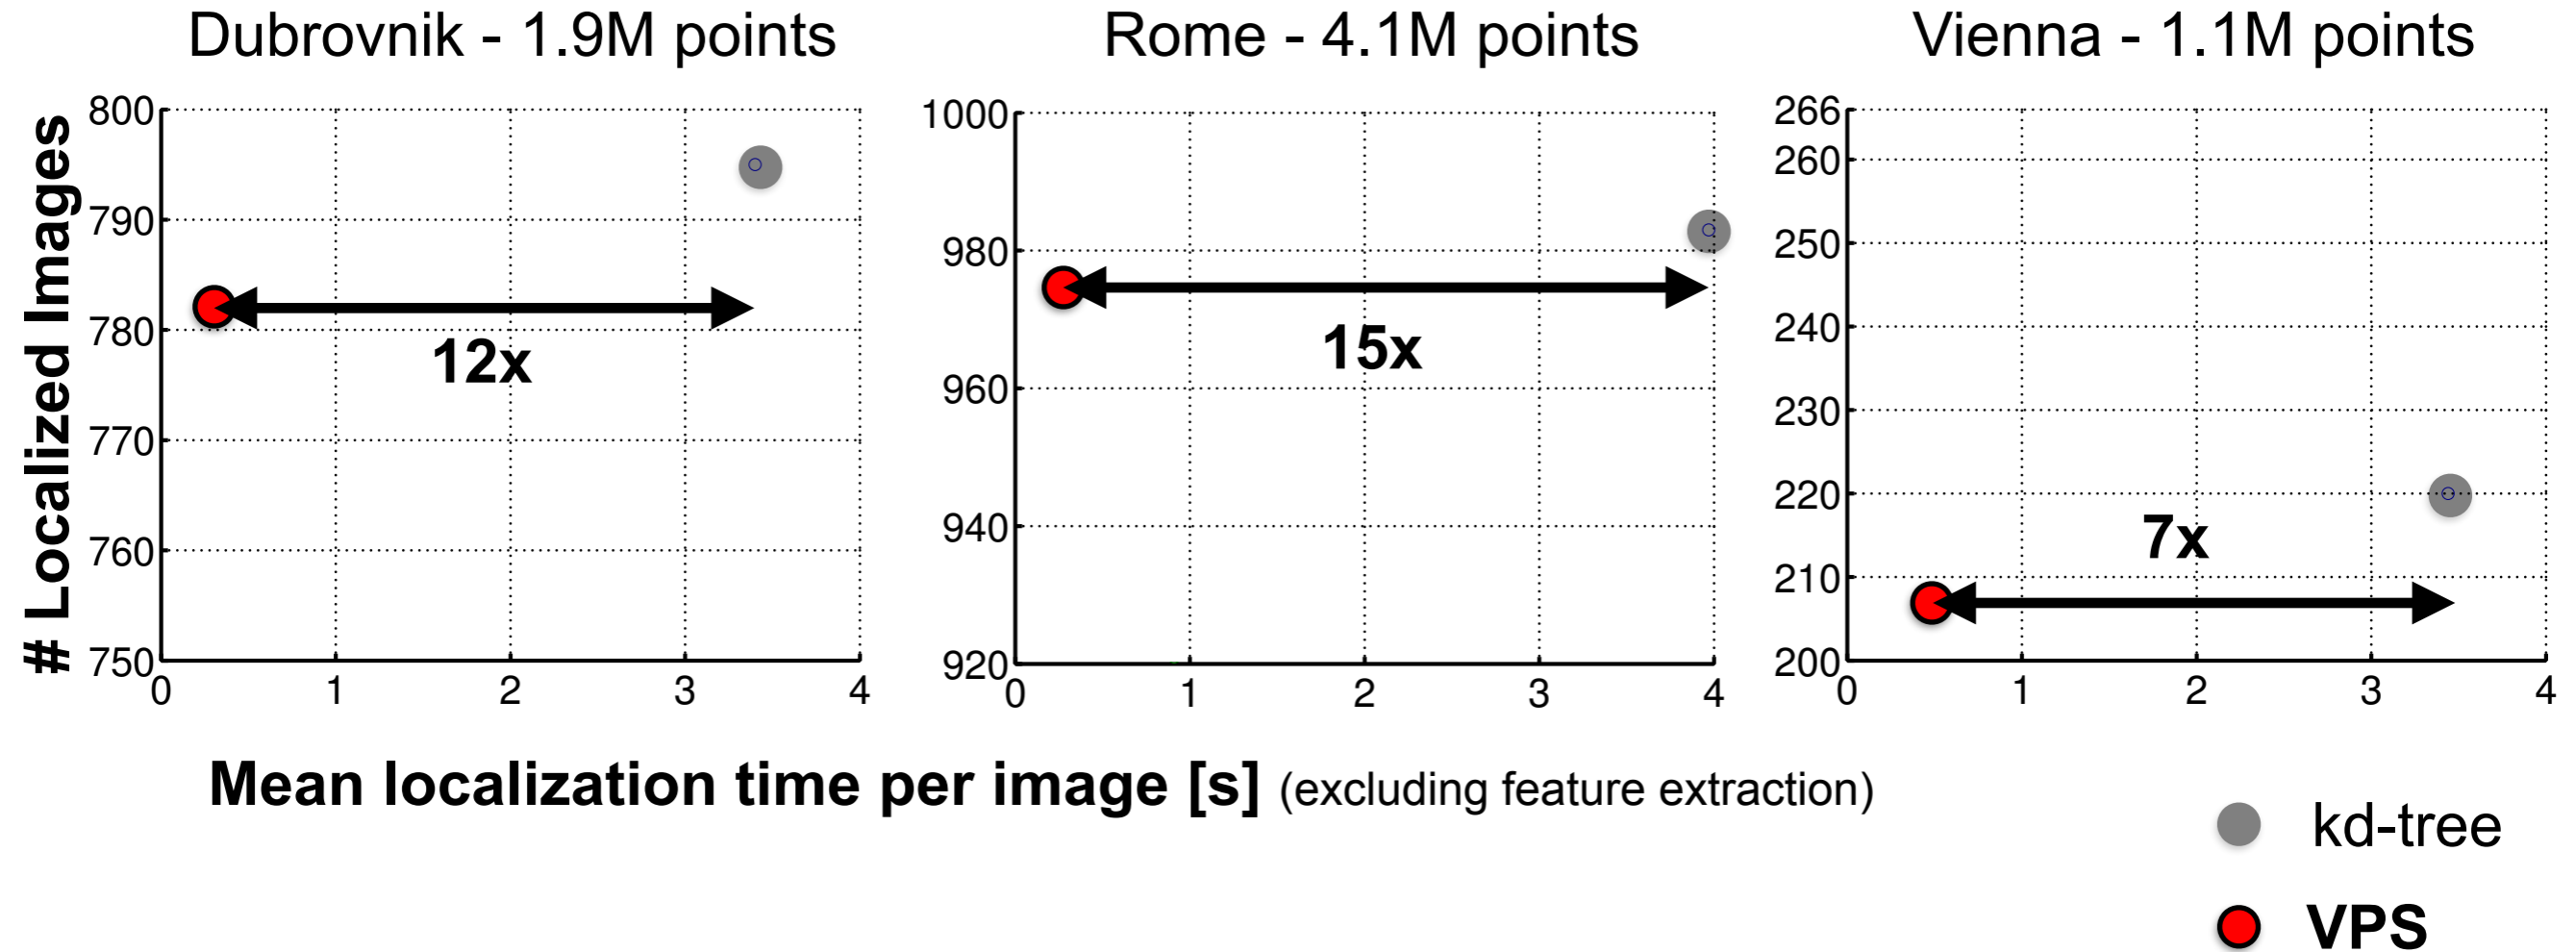 Dubrovnik - 1.9M points
Rome - 4.1M points
Vienna - 1.1M points
# Localized Images
800
790
780
770
760
750
0 1 2 3 4
12x
1000
980
960
940
920
0 1 2 3 4
15x
266
260
250
240
230
220
210
200
0 1 2 3 4
7x
Mean localization time per image [s] (excluding feature extraction)
kd-tree
VPS